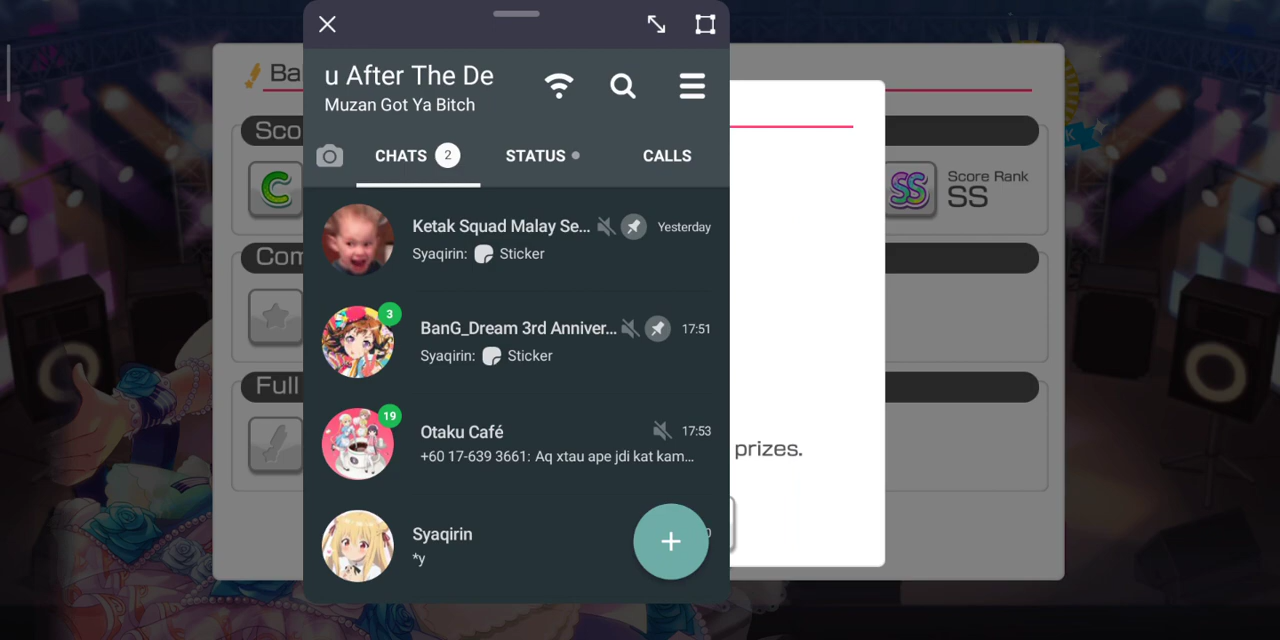 Ba
u After The De
Muzan Got Ya Bitch
CHATS 2
STATUS
CALLS
Sco
C
SS
Score Rank
SS
Ketak Squad Malay Se...
Yesterday
Syaqirin: Sticker
Com
3
BanG_Dream 3rd Anniver...
17:51
Syaqirin: Sticker
Full
19
Otaku Café
17:53
+60 17-639 3661: Aq xtau ape jdi kat kam...
prizes.
Syaqirin
0
*y
+